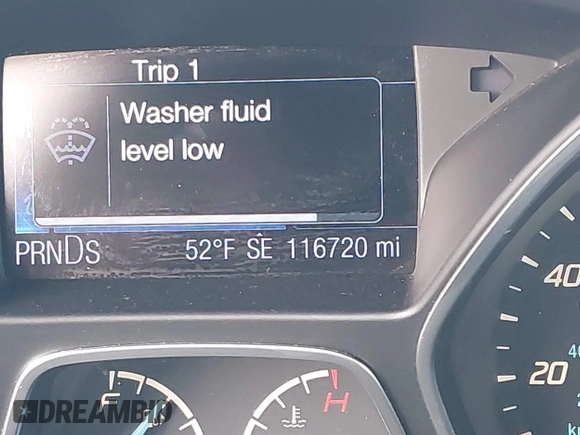 Trip 1
Washer fluid
level low
PRNDS 52°F SE 116720 mi
40
20
F
H
DREAMBID